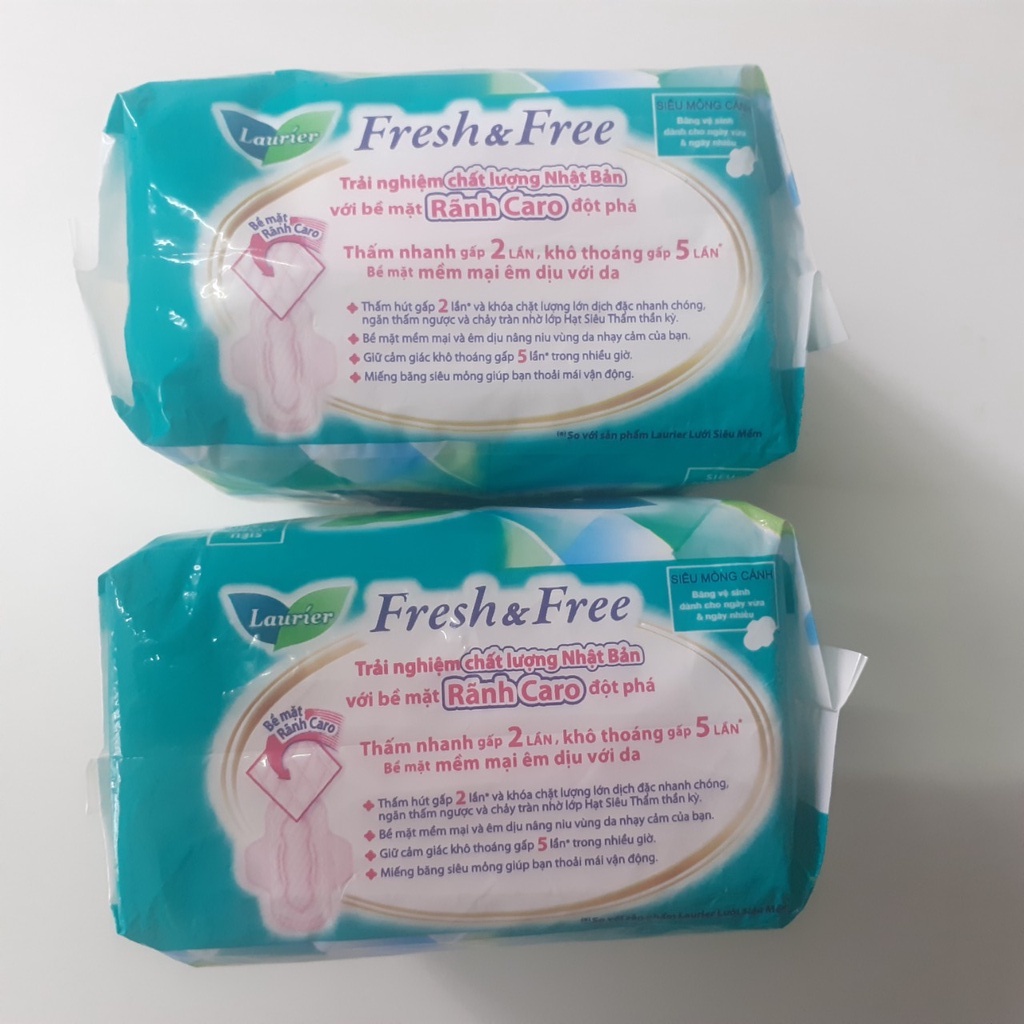 Laurier
Fresh & Free
SIÊU MỎNG CÁNH
Băng vệ sinh
dành cho ngày vừa
& ngày nhiều
Trải nghiệm chất lượng Nhật Bản
với bề mặt Rãnh Caro đột phá
Bề mặt
Rãnh Caro
Thấm nhanh gấp 2 LẦN, khô thoáng gấp 5 LẦN*
Bề mặt mềm mại êm dịu với da
Thấm hút gấp 2 lần* và khóa chặt lượng lớn dịch đặc nhanh chóng,
ngăn thấm ngược và chảy tràn nhờ lớp Hạt Siêu Thấm thần kỳ.
Bề mặt mềm mại và êm dịu nâng niu vùng da nhạy cảm của bạn.
Giữ cảm giác khô thoáng gấp 5 lần* trong nhiều giờ.
Miếng băng siêu mỏng giúp bạn thoải mái vận động.
(*) So với sản phẩm Laurier Lưới Siêu Mềm
SIÊU
Laurier
Fresh & Free
SIÊU MỎNG CÁNH
Băng vệ sinh
dành cho ngày vừa
& ngày nhiều
Trải nghiệm chất lượng Nhật Bản
với bề mặt Rãnh Caro đột phá
Bề mặt
Rãnh Caro
Thấm nhanh gấp 2 LẦN, khô thoáng gấp 5 LẦN*
Bề mặt mềm mại êm dịu với da
Thấm hút gấp 2 lần* và khóa chặt lượng lớn dịch đặc nhanh chóng,
ngăn thấm ngược và chảy tràn nhờ lớp Hạt Siêu Thấm thần kỳ.
Bề mặt mềm mại và êm dịu nâng niu vùng da nhạy cảm của bạn.
Giữ cảm giác khô thoáng gấp 5 lần* trong nhiều giờ.
Miếng băng siêu mỏng giúp bạn thoải mái vận động.
(*) So với sản phẩm Laurier Lưới Siêu